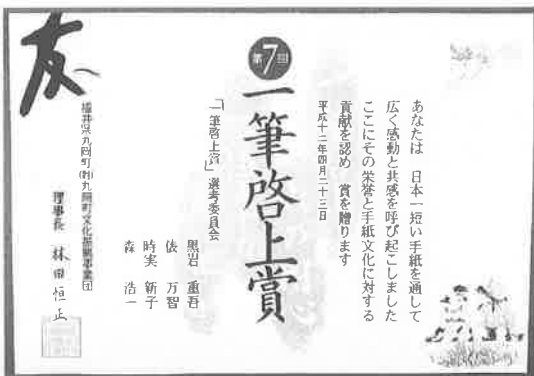 第7回
一筆啓上賞
あなたは 日本一短い手紙を通して
広く感動と共感を呼び起こしました
ここにその栄誉と手紙文化に対する
貢献を認め 賞を贈ります
平成十二年四月二十三日
「一筆啓上賞」選考委員会
黒岩 重吾
俵 万智
時実 新子
森 浩一
福井県丸岡町(財)丸岡町文化振興事業団
理事長 林田恒正
友